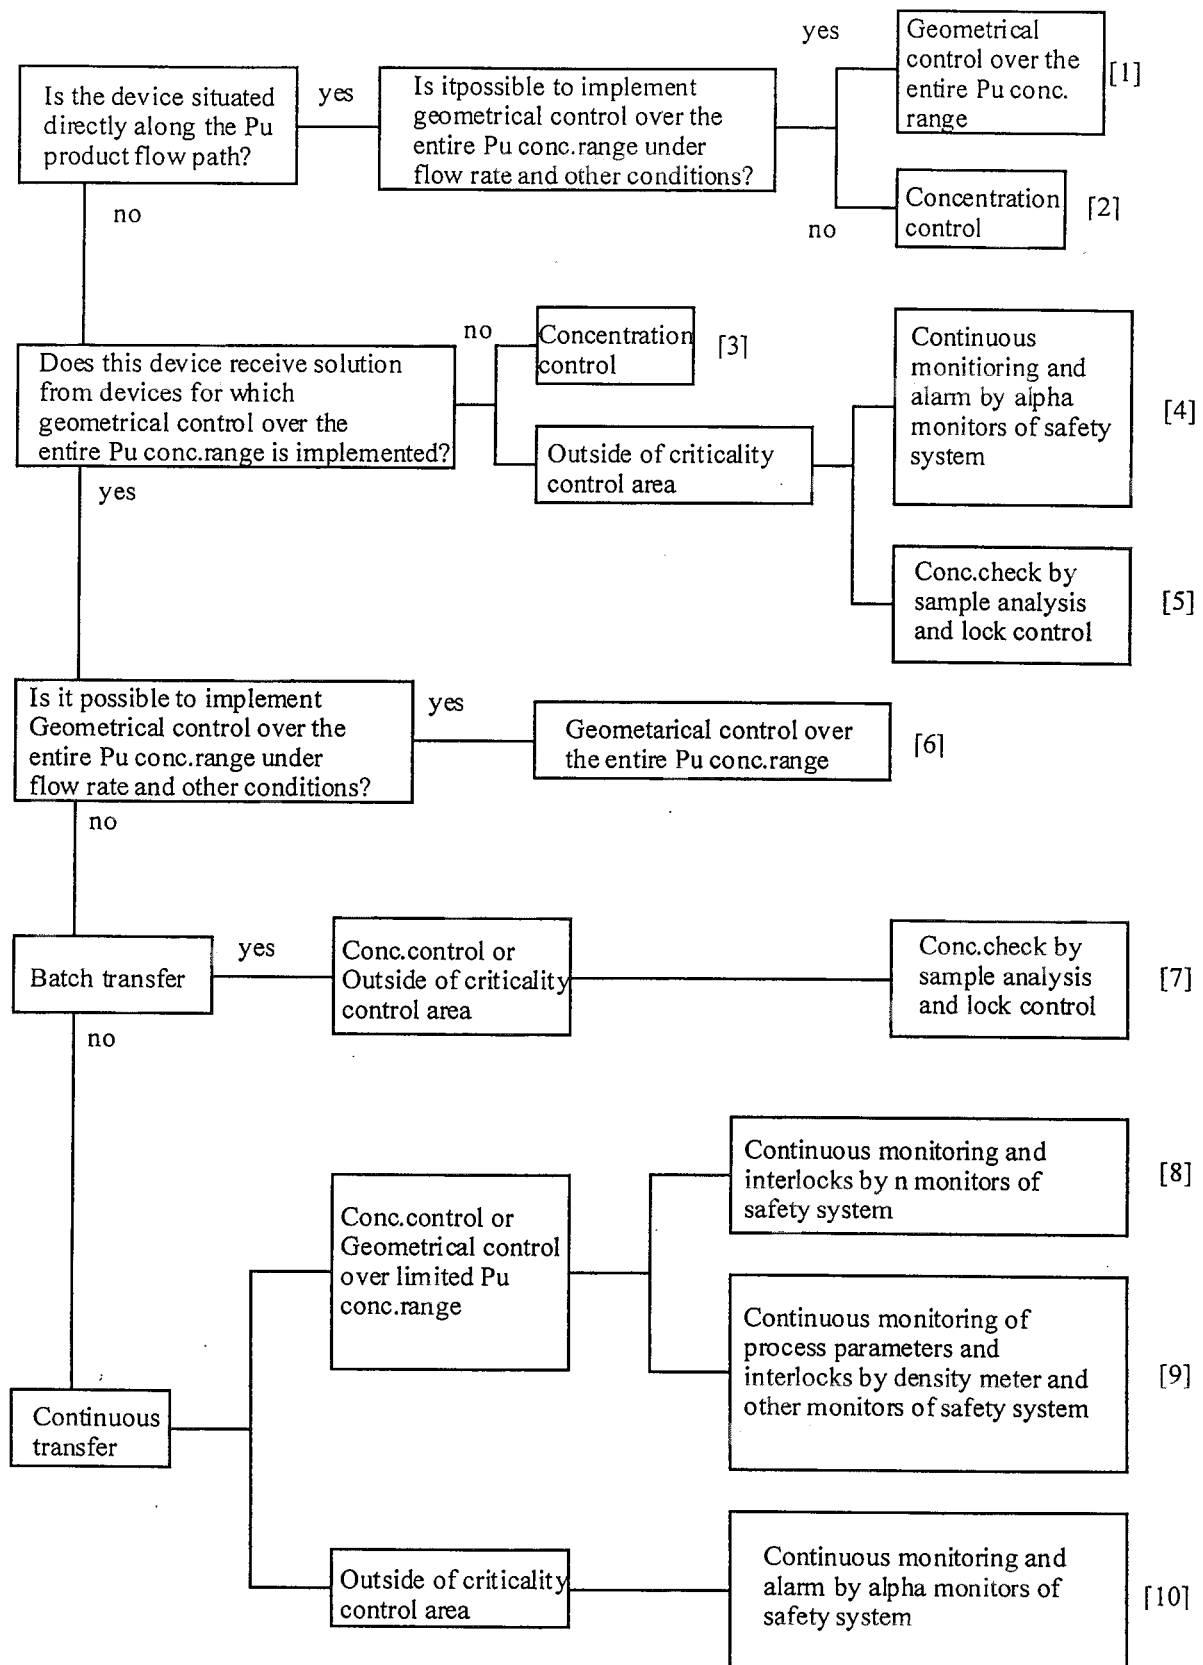 Is the device situated
directly along the Pu
product flow path?
yes
Is itpossible to implement
geometrical control over the
entire Pu conc.range under
flow rate and other conditions?
yes
Geometrical
control over the
entire Pu conc.
range
[1]
no
Concentration
control
[2]
no
Does this device receive solution
from devices for which
geometrical control over the
entire Pu conc.range is implemented?
no
Concentration
control
[3]
Outside of criticality
control area
Continuous
monitioring and
alarm by alpha
monitors of safety
system
[4]
Conc.check by
sample analysis
and lock control
[5]
yes
Is it possible to implement
Geometrical control over the
entire Pu conc.range under
flow rate and other conditions?
yes
Geometarical control over
the entire Pu conc.range
[6]
no
Batch transfer
yes
Conc.control or
Outside of criticality
control area
Conc.check by
sample analysis
and lock control
[7]
no
Continuous
transfer
Conc.control or
Geometrical control
over limited Pu
conc.range
Continuous monitoring and
interlocks by n monitors of
safety system
[8]
Continuous monitoring of
process parameters and
interlocks by density meter and
other monitors of safety system
[9]
Outside of criticality
control area
Continuous monitoring and
alarm by alpha monitors of
safety system
[10]